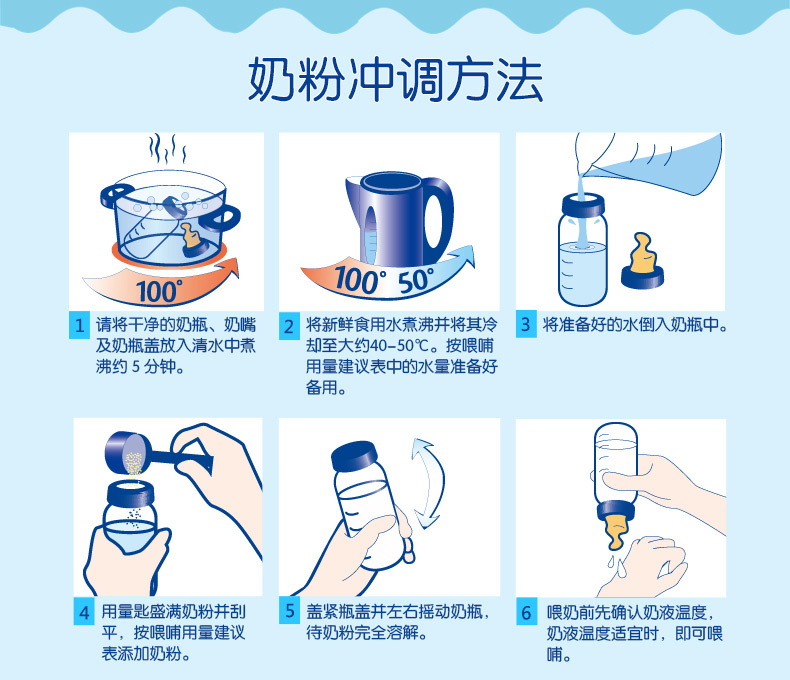 奶粉冲调方法
100°
100° 50°
1 请将干净的奶瓶、奶嘴
及奶瓶盖放入清水中煮
沸约 5 分钟。
2 将新鲜食用水煮沸并将其冷
却至大约40-50℃。按喂哺
用量建议表中的水量准备好
备用。
3 将准备好的水倒入奶瓶中。
4 用量匙盛满奶粉并刮
平，按喂哺用量建议
表添加奶粉。
5 盖紧瓶盖并左右摇动奶瓶，
待奶粉完全溶解。
6 喂奶前先确认奶液温度，
奶液温度适宜时，即可喂
哺。